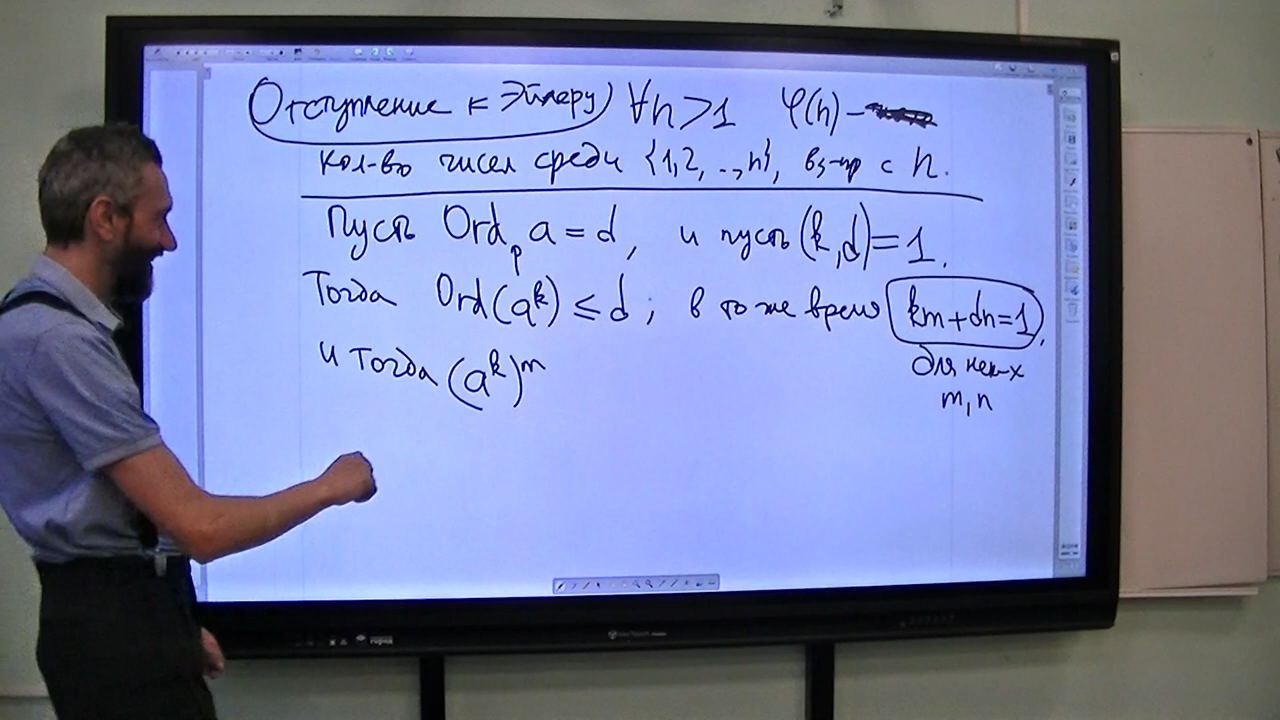 Отступление к Эйлеру) ∀n>1 φ(n) –
кол-во чисел среди {1,2, .., n}, вз-пр с n.
Пусть Ord_p a = d, и пусть (k,d)=1.
Тогда Ord(a^k) ≤ d; в то же время km+dn=1,
для нек-х
m, n
и тогда (a^k)^m